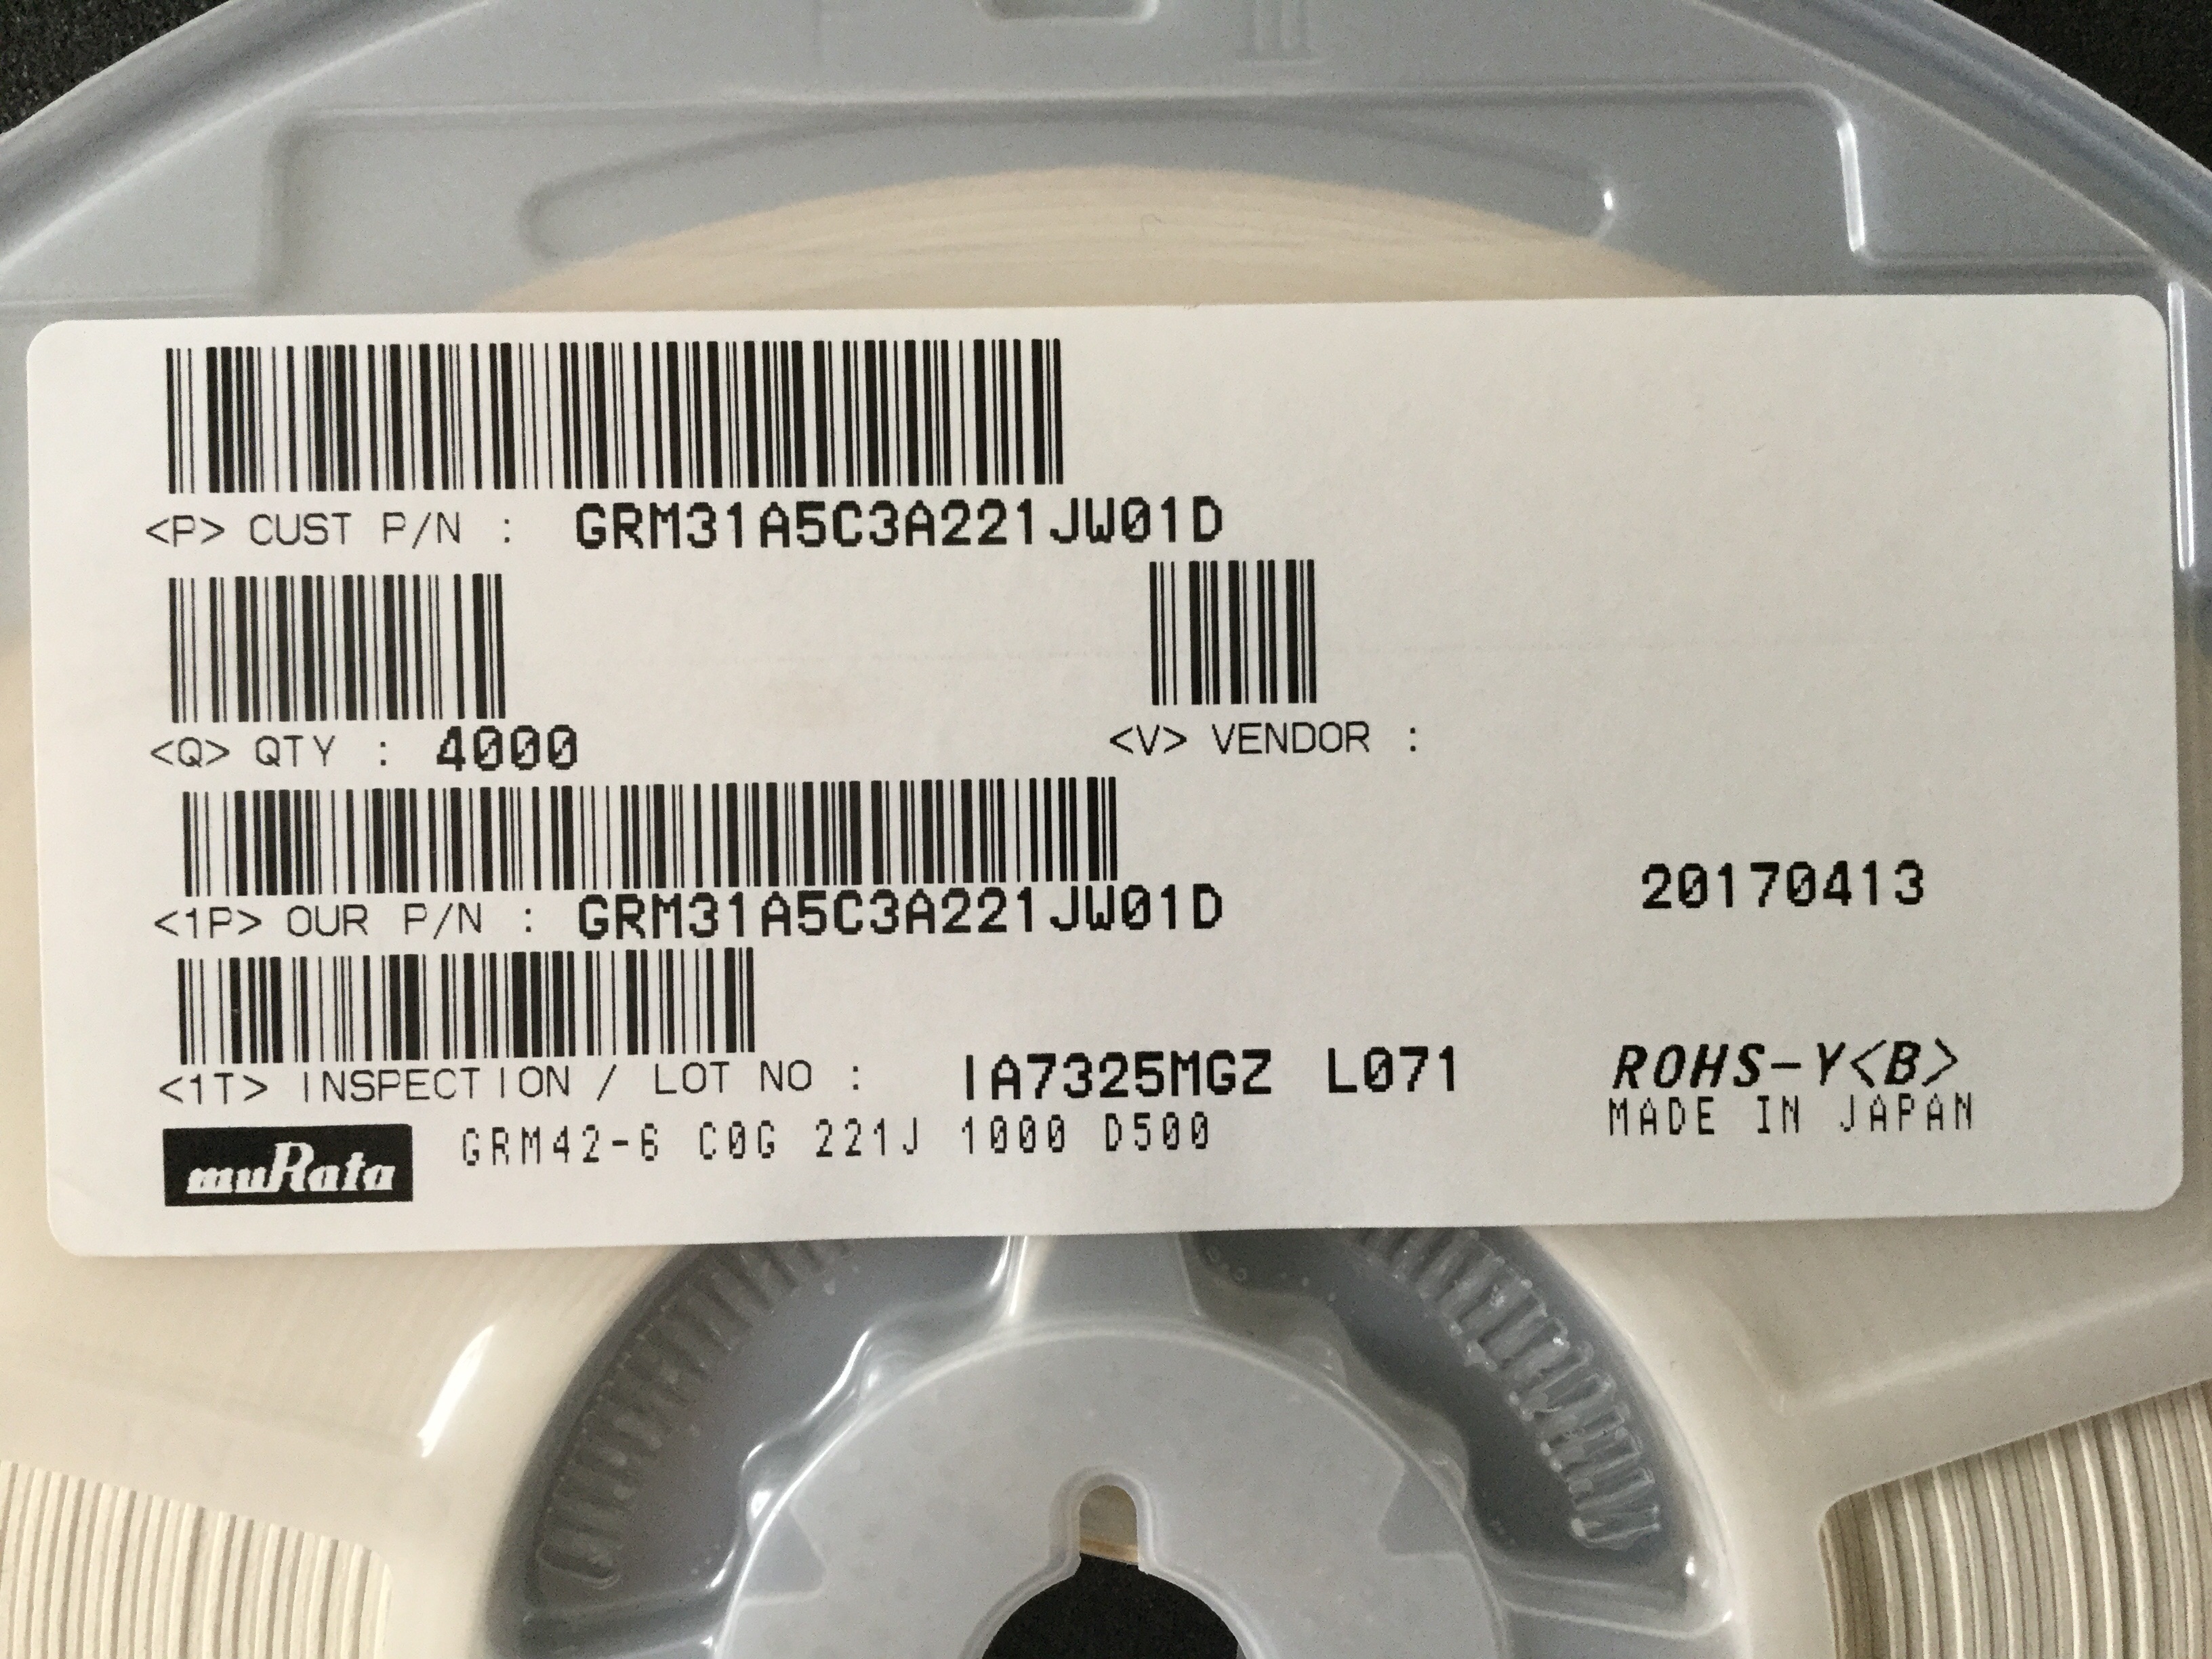 <P> CUST P/N : GRM31A5C3A221JW01D
<Q> QTY : 4000
<V> VENDOR :
<1P> OUR P/N : GRM31A5C3A221JW01D
20170413
<1T> INSPECTION / LOT NO : IA7325MGZ L071
ROHS-Y<B>
MADE IN JAPAN
muRata
GRM42-6 C0G 221J 1000 D500